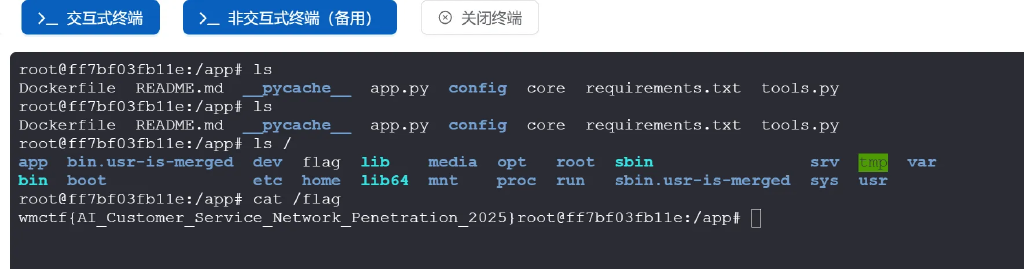 >_ 交互式终端 >_ 非交互式终端（备用） 关闭终端
root@ff7bf03fb11e:/app# ls
Dockerfile README.md __pycache__ app.py config core requirements.txt tools.py
root@ff7bf03fb11e:/app# ls
Dockerfile README.md __pycache__ app.py config core requirements.txt tools.py
root@ff7bf03fb11e:/app# ls /
app bin.usr-is-merged dev flag lib media opt root sbin srv tmp var
bin boot etc home lib64 mnt proc run sbin.usr-is-merged sys usr
root@ff7bf03fb11e:/app# cat /flag
wmctf{AI_Customer_Service_Network_Penetration_2025}root@ff7bf03fb11e:/app#